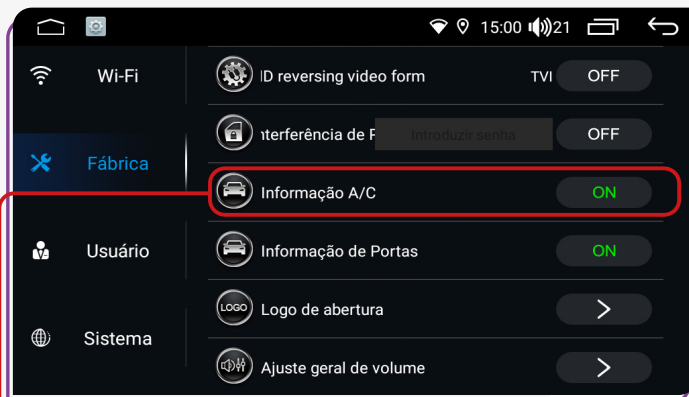 15:00 21
Wi-Fi
ID reversing video form TVI OFF
nterferência de F Introduzir senha OFF
Fábrica
Informação A/C ON
Usuário
Informação de Portas ON
LOGO Logo de abertura
Sistema
Ajuste geral de volume